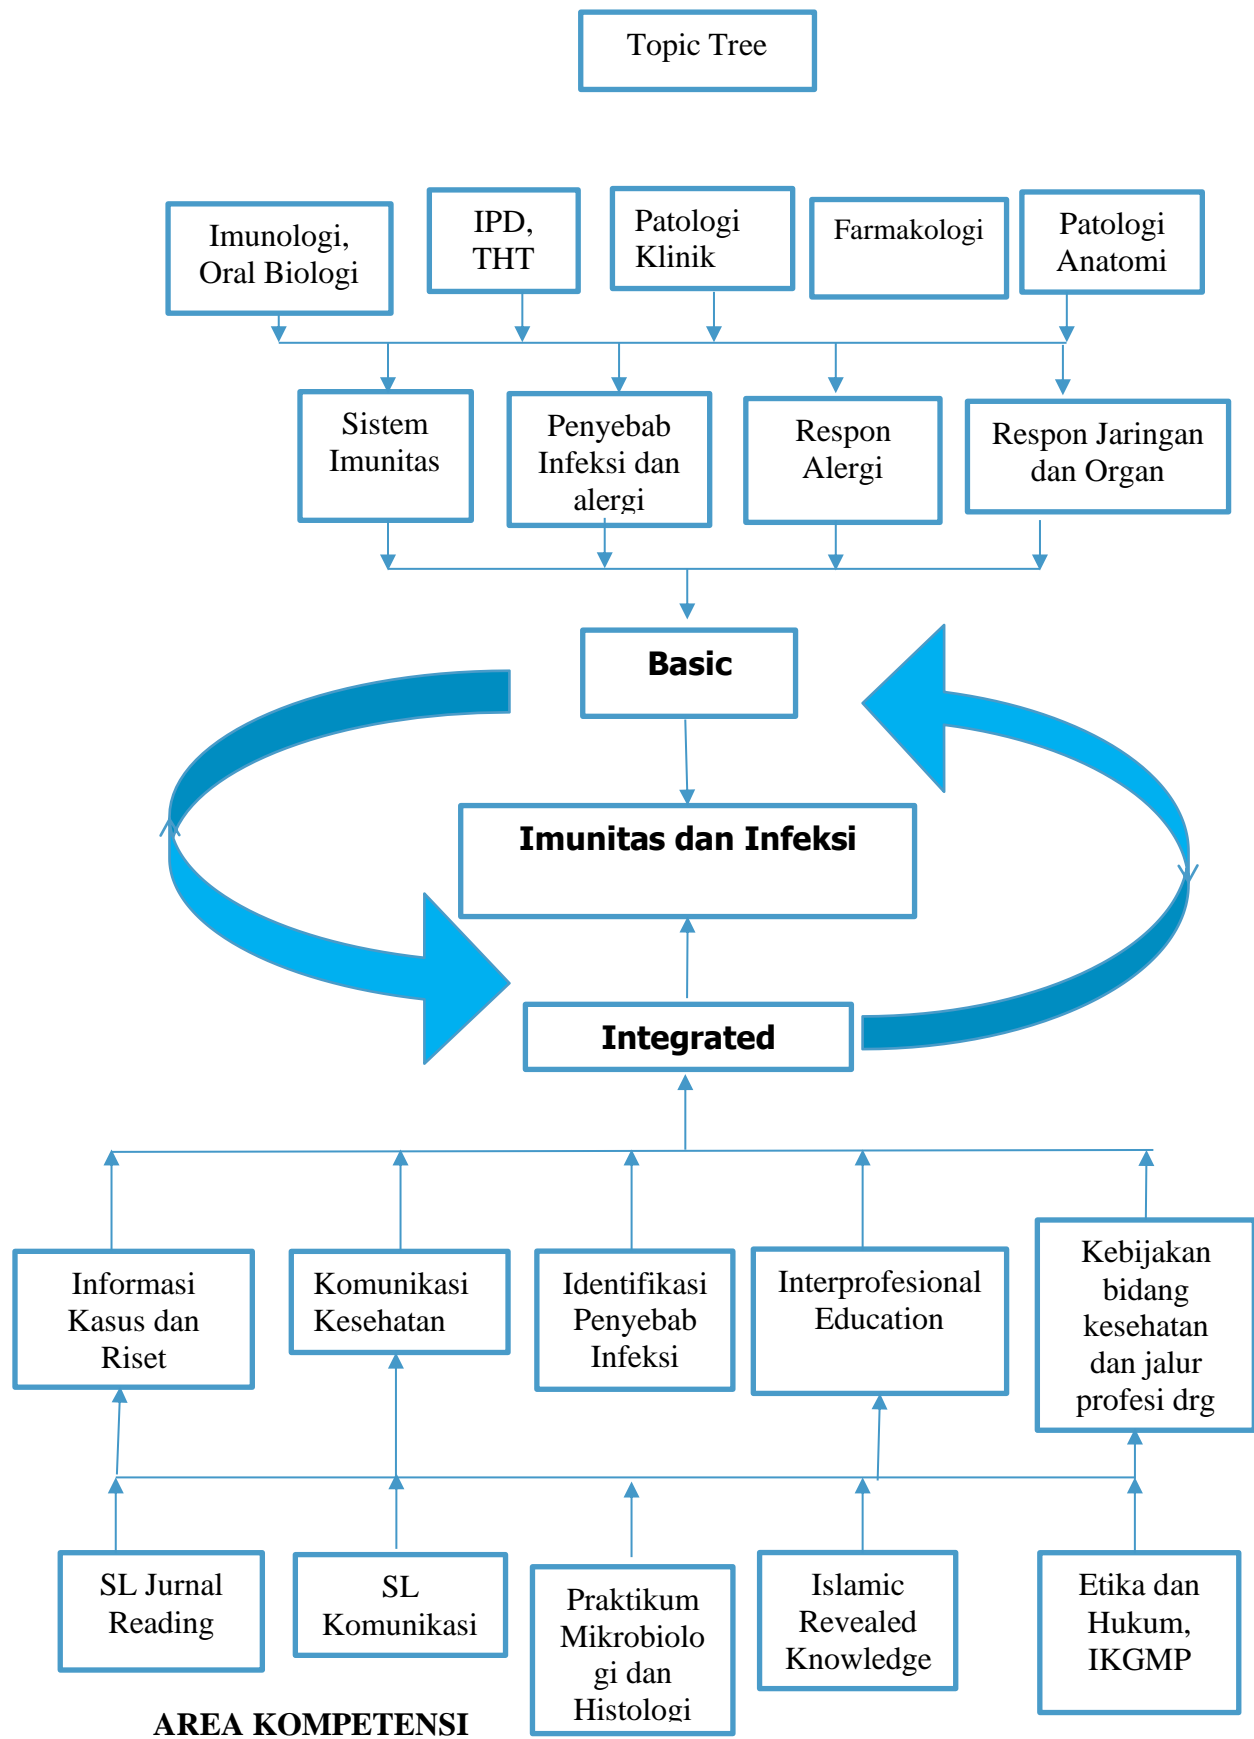 Topic Tree
Imunologi,
Oral Biologi
IPD,
THT
Patologi
Klinik
Farmakologi
Patologi
Anatomi
Sistem
Imunitas
Penyebab
Infeksi dan
alergi
Respon
Alergi
Respon Jaringan
dan Organ
Basic
Imunitas dan Infeksi
Integrated
Informasi
Kasus dan
Riset
Komunikasi
Kesehatan
Identifikasi
Penyebab
Infeksi
Interprofesional
Education
Kebijakan
bidang
kesehatan
dan jalur
profesi drg
SL Jurnal
Reading
SL
Komunikasi
Praktikum
Mikrobiolo
gi dan
Histologi
Islamic
Revealed
Knowledge
Etika dan
Hukum,
IKGMP
AREA KOMPETENSI